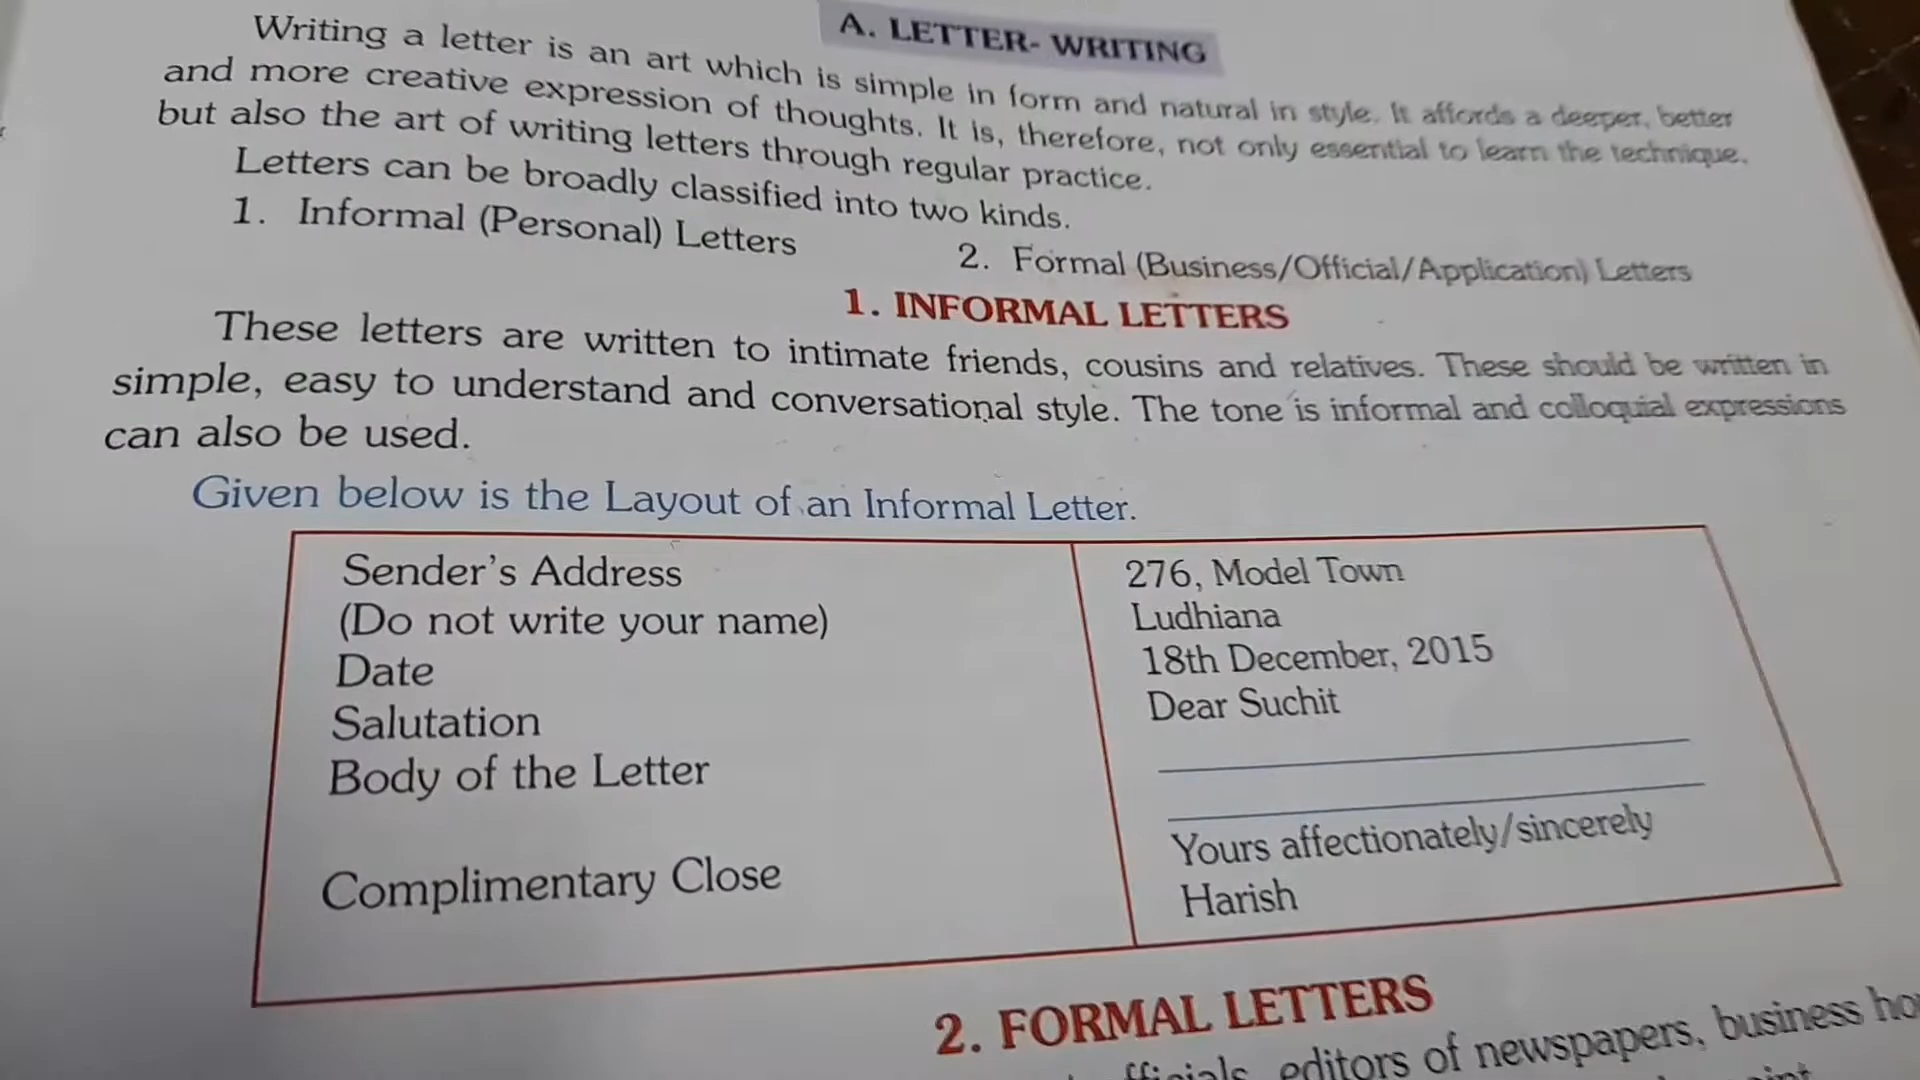 A. LETTER- WRITING
Writing a letter is an art which is simple in form and natural in style. It affords a deeper, better
and more creative expression of thoughts. It is, therefore, not only essential to learn the technique,
but also the art of writing letters through regular practice.
Letters can be broadly classified into two kinds.
1. Informal (Personal) Letters 2. Formal (Business/Official/Application) Letters
1. INFORMAL LETTERS
These letters are written to intimate friends, cousins and relatives. These should be written in
simple, easy to understand and conversational style. The tone is informal and colloquial expressions
can also be used.
Given below is the Layout of an Informal Letter.
Sender's Address
(Do not write your name)
Date
Salutation
Body of the Letter
Complimentary Close
276, Model Town
Ludhiana
18th December, 2015
Dear Suchit
Yours affectionately/sincerely
Harish
2. FORMAL LETTERS
editors of newspapers, business